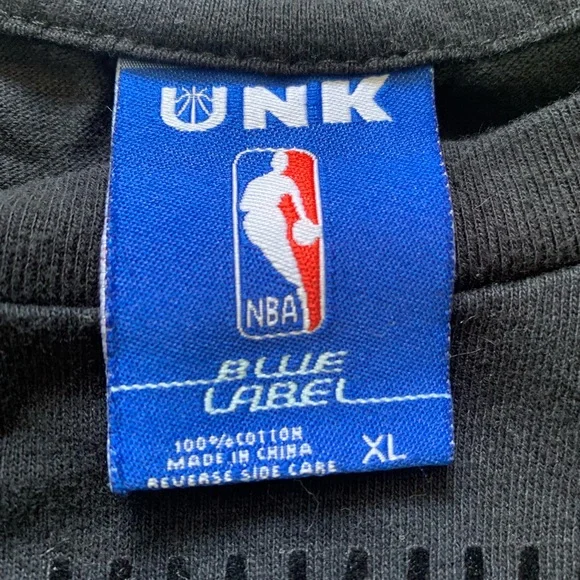 UNK
NBA
BLUE
LABEL
100% COTTON
MADE IN CHINA
REVERSE SIDE CARE
XL